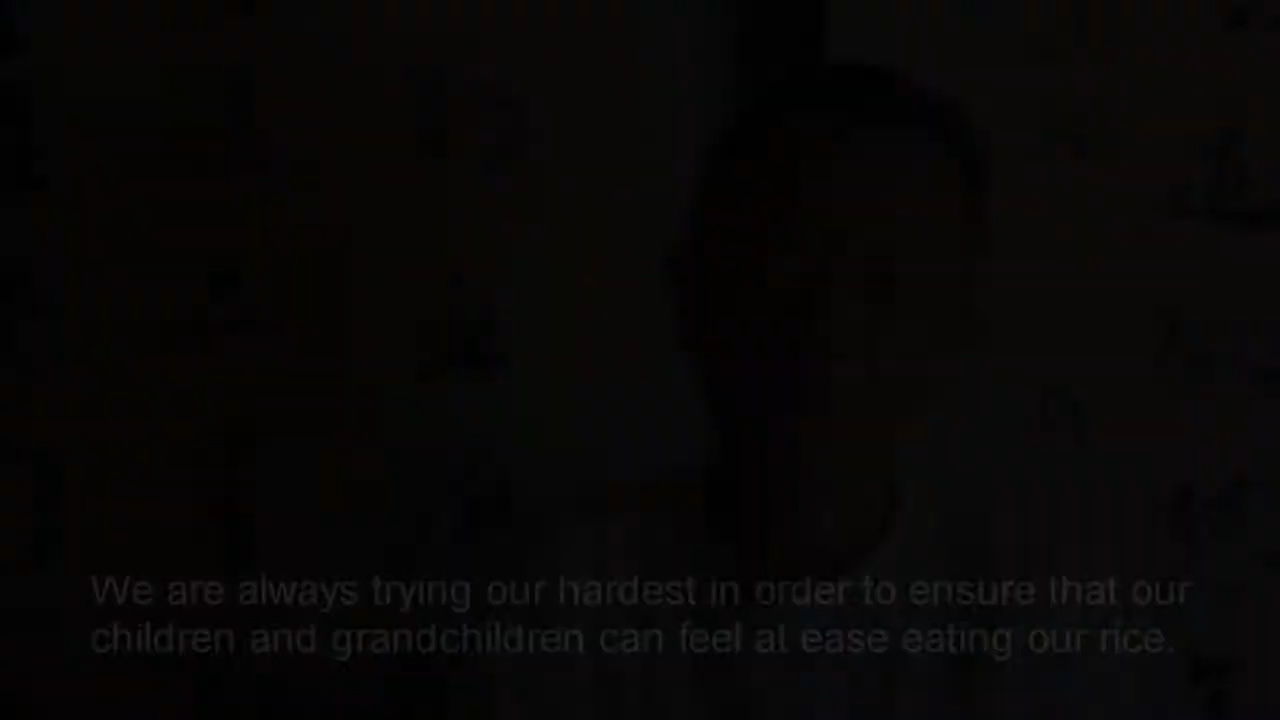 We are always trying our hardest in order to ensure that our
children and grandchildren can feel at ease eating our rice.